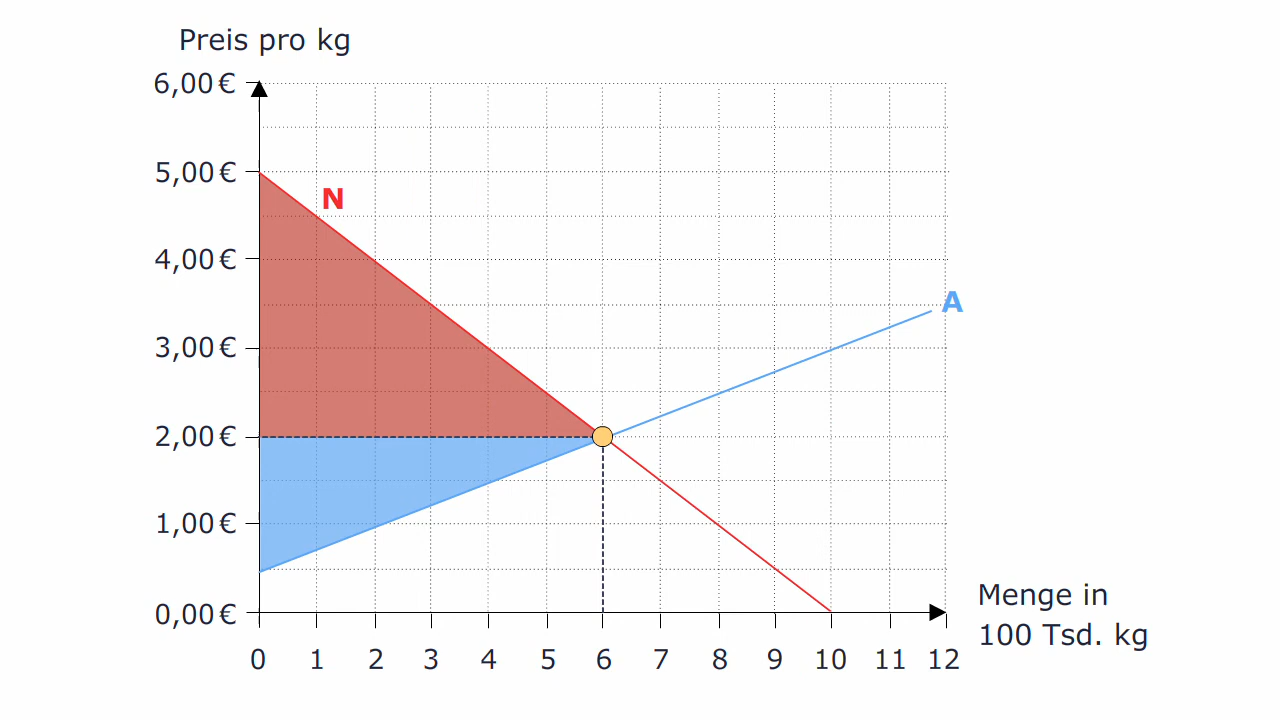 Preis pro kg
6,00 €
5,00 €
N
4,00 €
A
3,00 €
2,00 €
1,00 €
0,00 €
Menge in
100 Tsd. kg
0 1 2 3 4 5 6 7 8 9 10 11 12